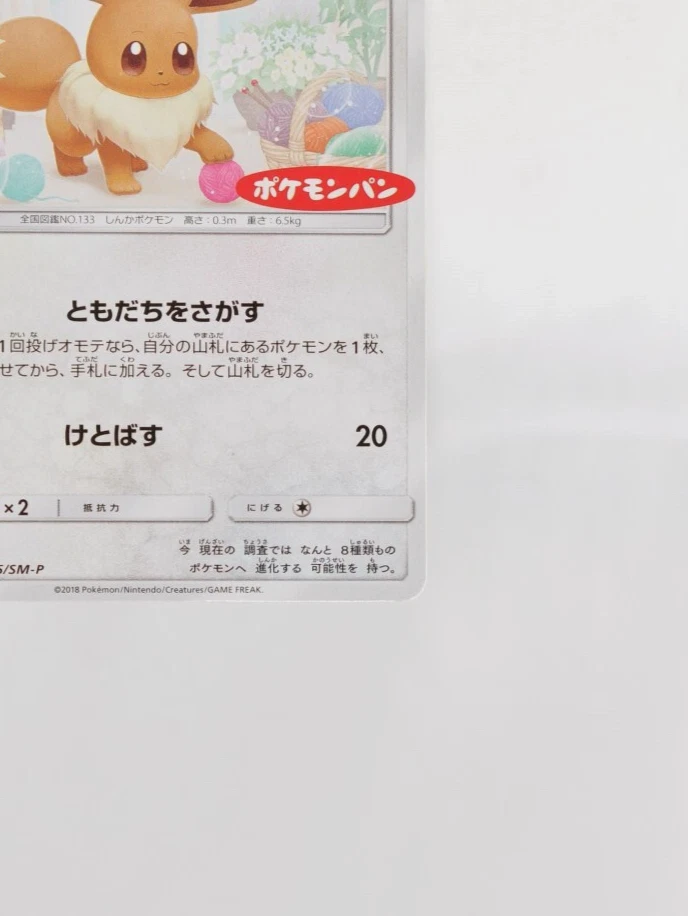 ポケモンパン
全国図鑑NO.133 しんかポケモン 高さ:0.3m 重さ:6.5kg
ともだちをさがす
1回投げオモテなら、自分の山札にあるポケモンを1枚、
せてから、手札に加える。そして山札を切る。
けとばす 20
×2 抵抗力 にげる
今 現在の 調査では なんと 8種類もの
ポケモンへ 進化する 可能性を 持つ。
/SM-P
©2018 Pokémon/Nintendo/Creatures/GAME FREAK.